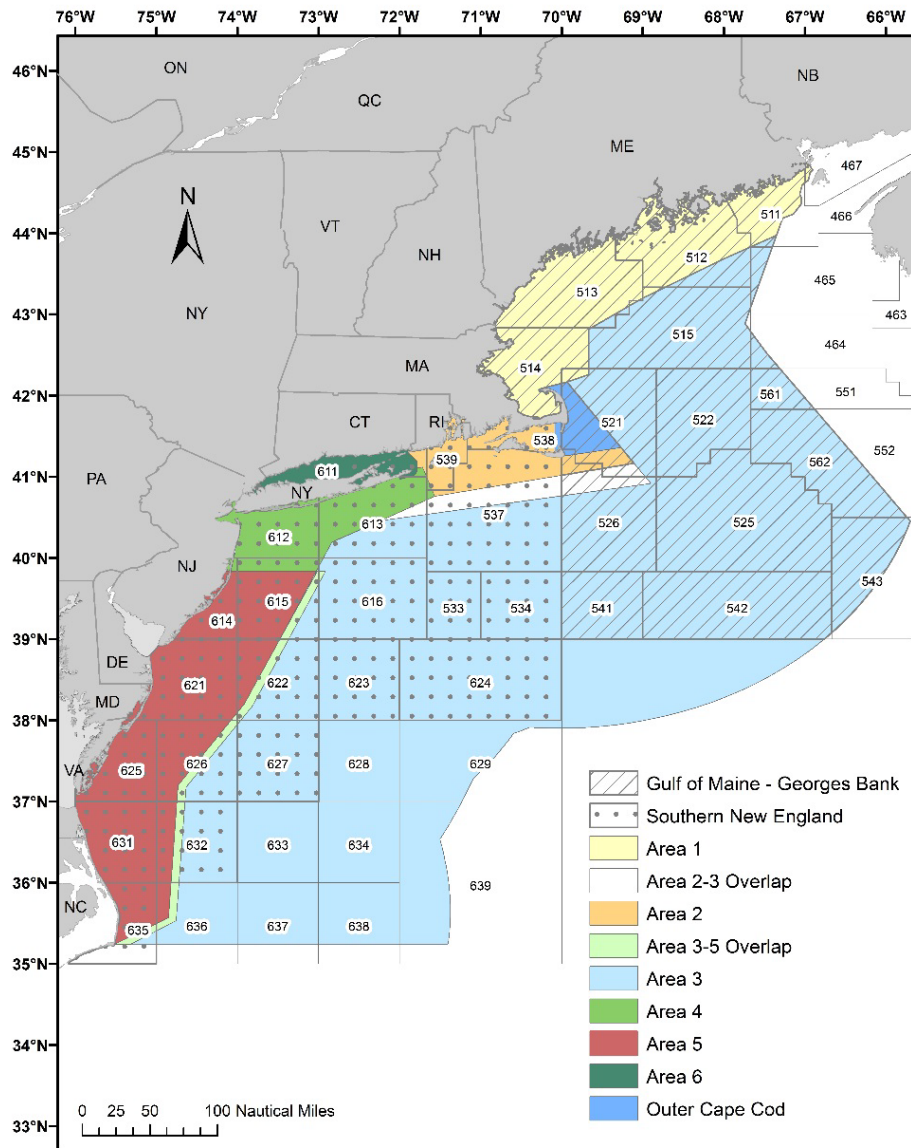 76°W 75°W 74°W 73°W 72°W 71°W 70°W 69°W 68°W 67°W 66°W
46°N
45°N
44°N
43°N
42°N
41°N
40°N
39°N
38°N
37°N
36°N
35°N
34°N
33°N
ON
QC
NB
ME
467
N
VT
511
466
NH
512
465
513
NY
463
515
464
MA
514
551
561
CT
RI
521
522
538
552
539
562
611
PA
NY
537
526
525
613
612
NJ
543
615
616
533
534
541
542
614
DE
621
622
623
624
MD
VA
625
626
627
628
629
631
632
633
634
639
NC
635
636
637
638
Gulf of Maine - Georges Bank
Southern New England
Area 1
Area 2-3 Overlap
Area 2
Area 3-5 Overlap
Area 3
Area 4
Area 5
Area 6
Outer Cape Cod
0 25 50 100 Nautical Miles